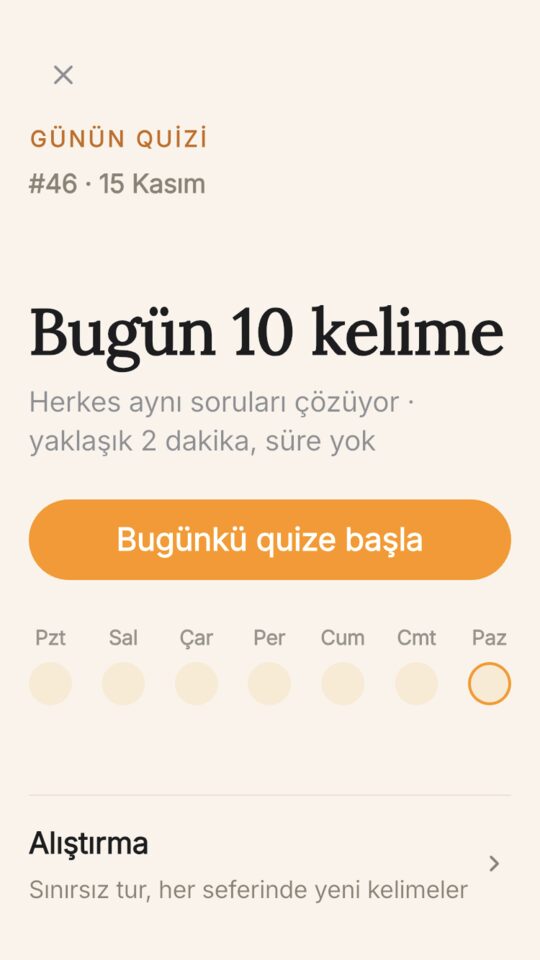 GÜNÜN QUİZİ
#46 · 15 Kasım
Bugün 10 kelime
Herkes aynı soruları çözüyor ·
yaklaşık 2 dakika, süre yok
Bugünkü quize başla
Pzt Sal Çar Per Cum Cmt Paz
Alıştırma
Sınırsız tur, her seferinde yeni kelimeler